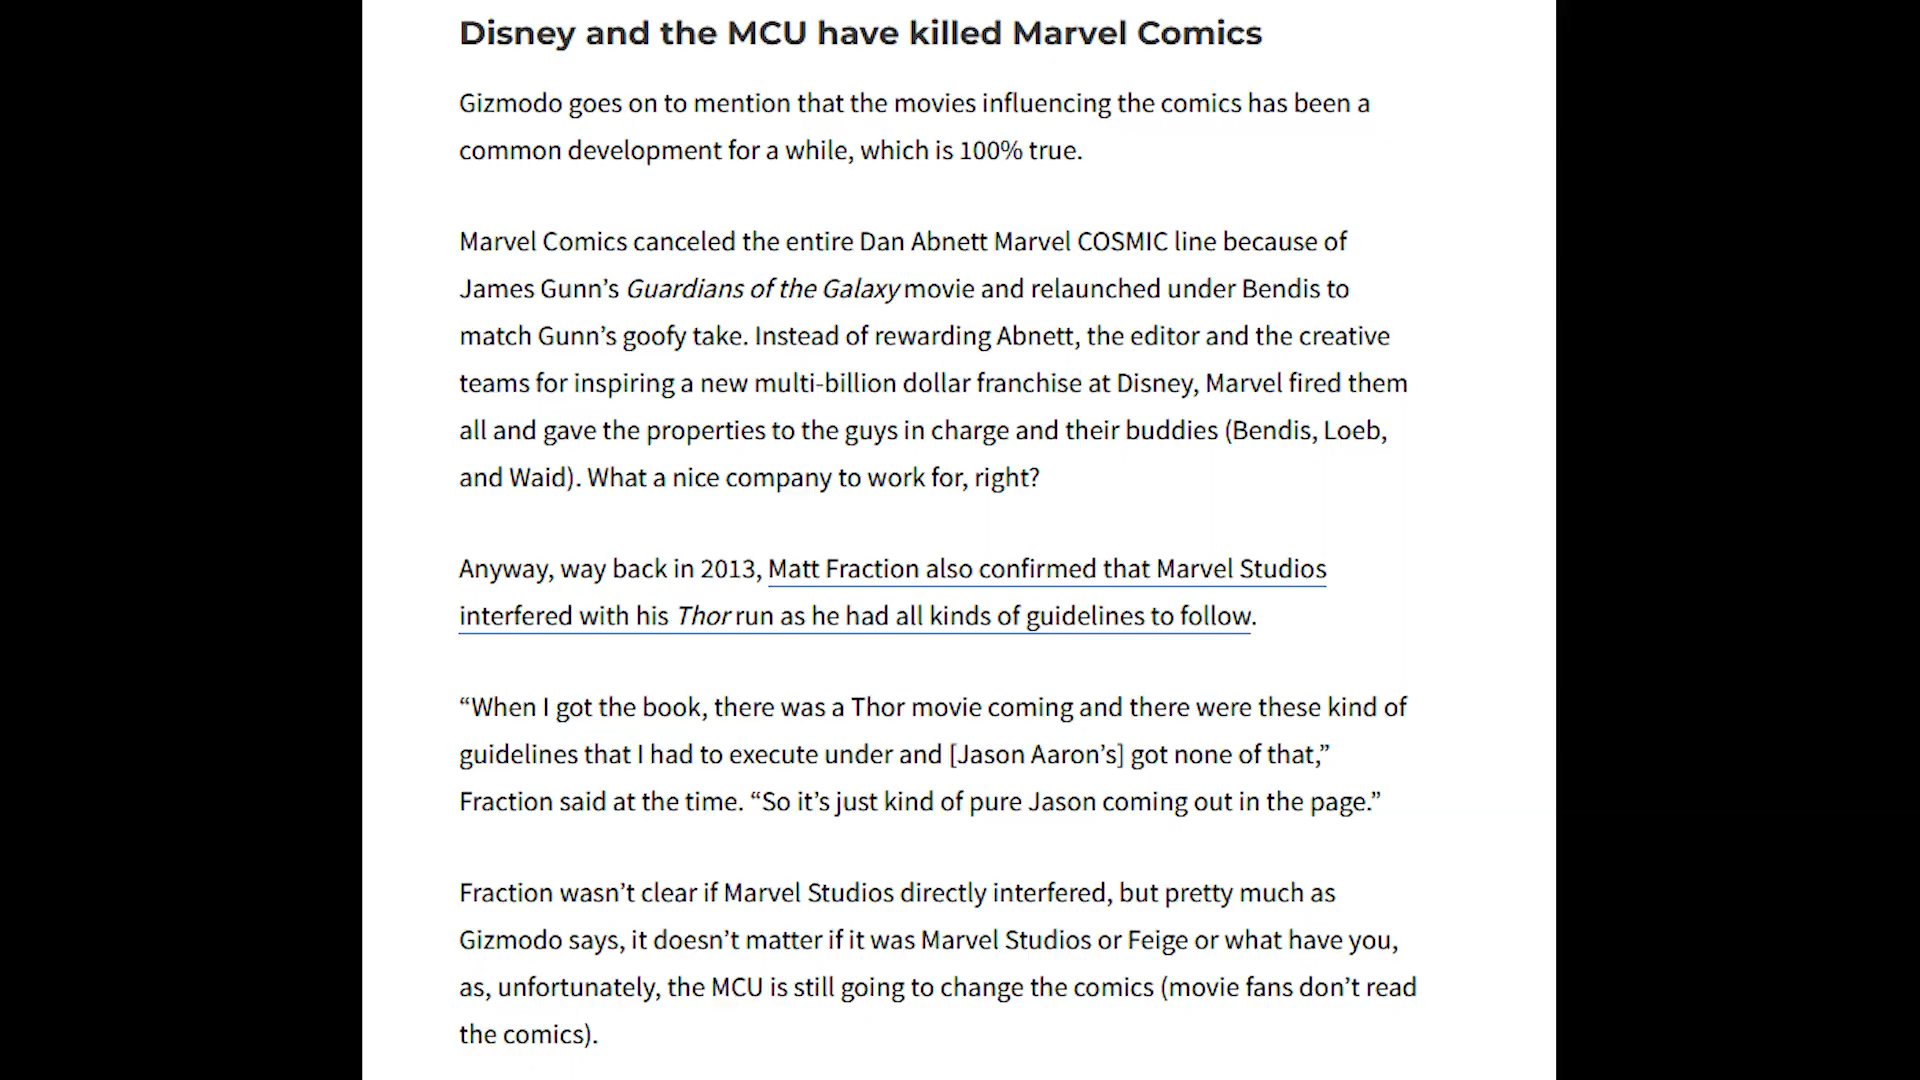 Disney and the MCU have killed Marvel Comics
Gizmodo goes on to mention that the movies influencing the comics has been a
common development for a while, which is 100% true.
Marvel Comics canceled the entire Dan Abnett Marvel COSMIC line because of
James Gunn’s Guardians of the Galaxy movie and relaunched under Bendis to
match Gunn’s goofy take. Instead of rewarding Abnett, the editor and the creative
teams for inspiring a new multi-billion dollar franchise at Disney, Marvel fired them
all and gave the properties to the guys in charge and their buddies (Bendis, Loeb,
and Waid). What a nice company to work for, right?
Anyway, way back in 2013, Matt Fraction also confirmed that Marvel Studios
interfered with his Thor run as he had all kinds of guidelines to follow.
“When I got the book, there was a Thor movie coming and there were these kind of
guidelines that I had to execute under and [Jason Aaron’s] got none of that,”
Fraction said at the time. “So it’s just kind of pure Jason coming out in the page.”
Fraction wasn’t clear if Marvel Studios directly interfered, but pretty much as
Gizmodo says, it doesn’t matter if it was Marvel Studios or Feige or what have you,
as, unfortunately, the MCU is still going to change the comics (movie fans don’t read
the comics).